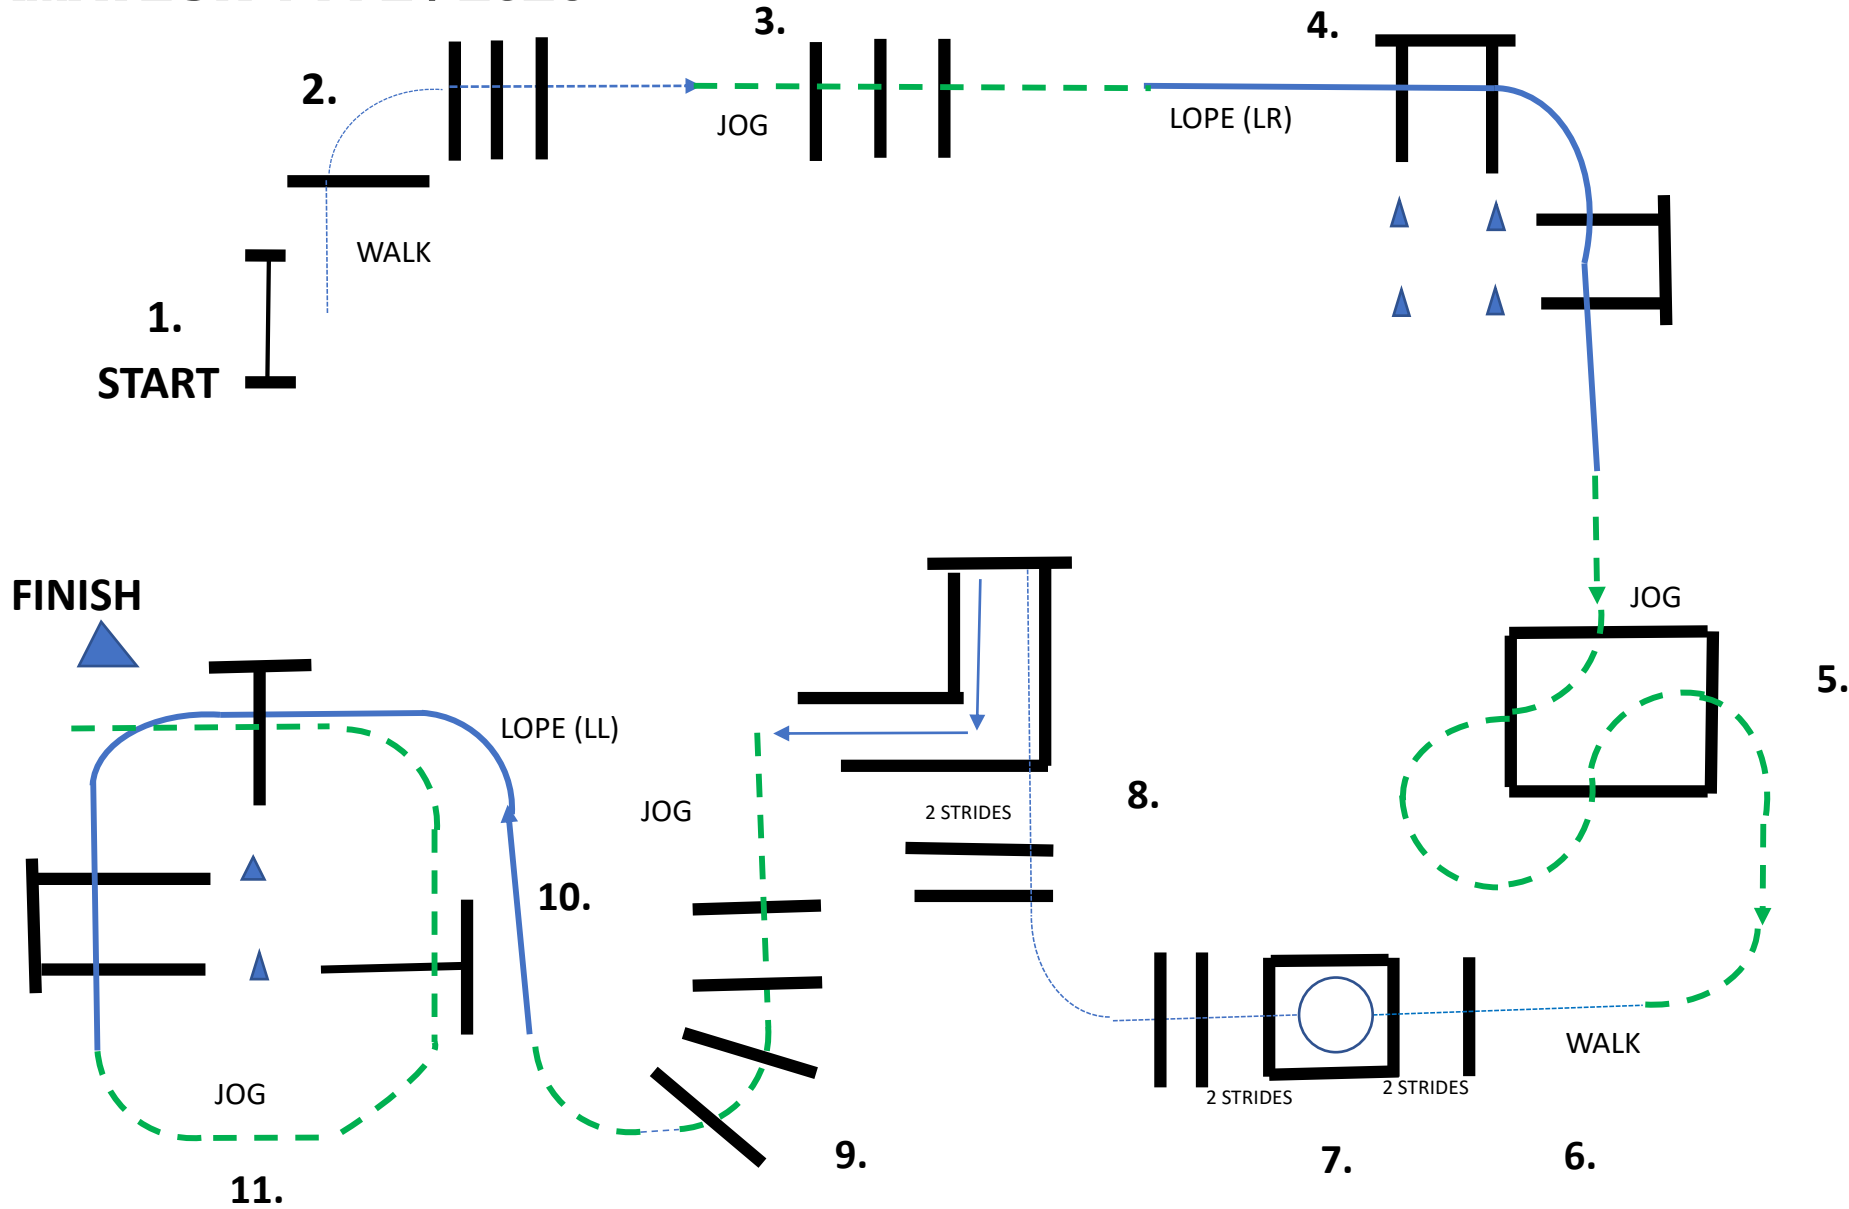 3.
4.
2.
JOG
LOPE (LR)
WALK
1.
START
FINISH
JOG
5.
LOPE (LL)
JOG
2 STRIDES
8.
10.
WALK
JOG
2 STRIDES
2 STRIDES
9.
7.
6.
11.